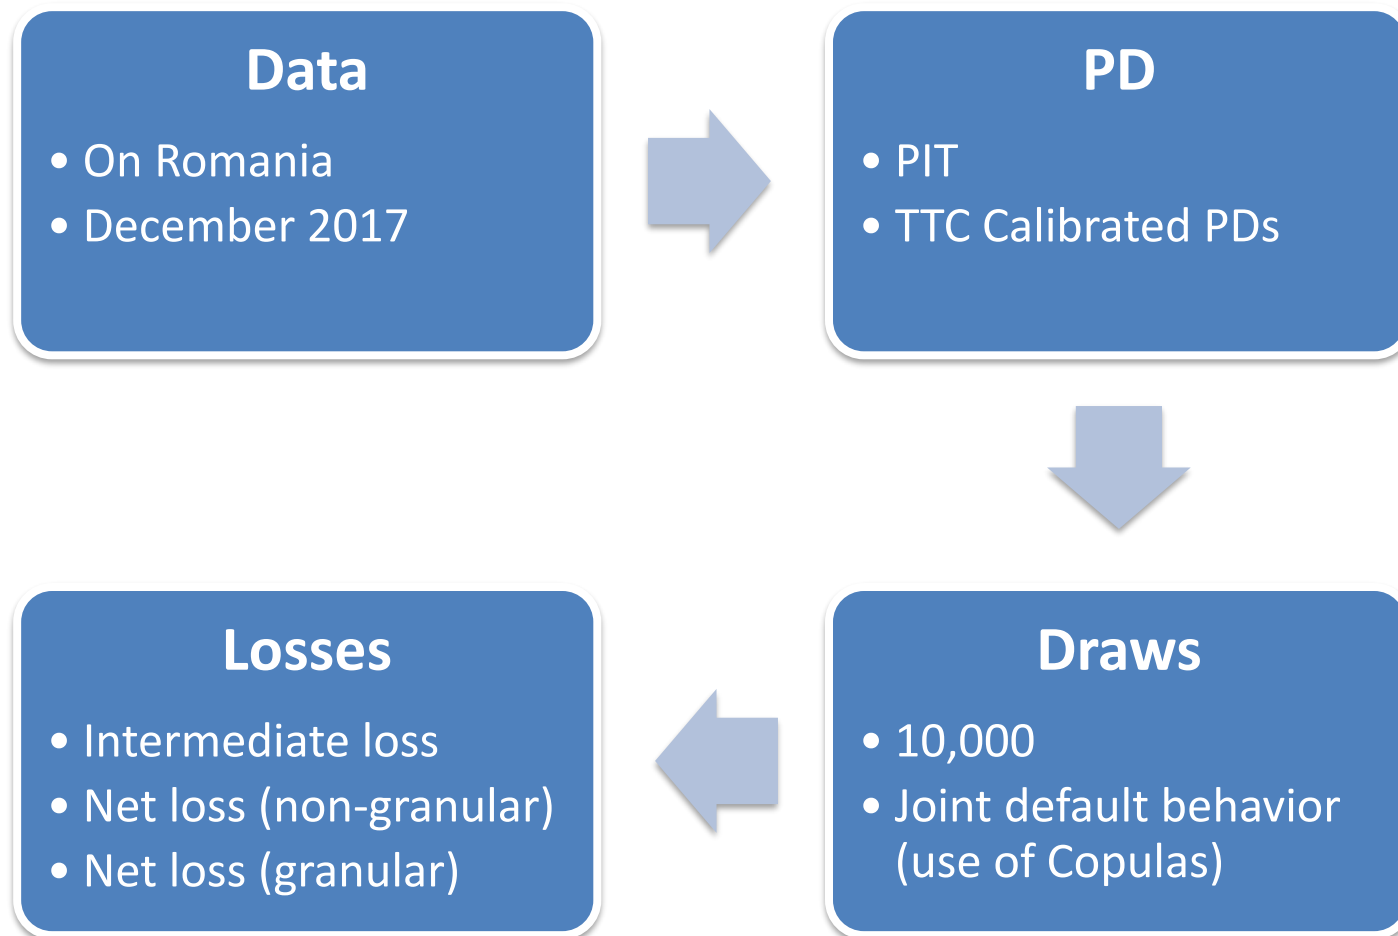 Data
• On Romania
• December 2017
PD
• PIT
• TTC Calibrated PDs
Draws
• 10,000
• Joint default behavior
(use of Copulas)
Losses
• Intermediate loss
• Net loss (non-granular)
• Net loss (granular)